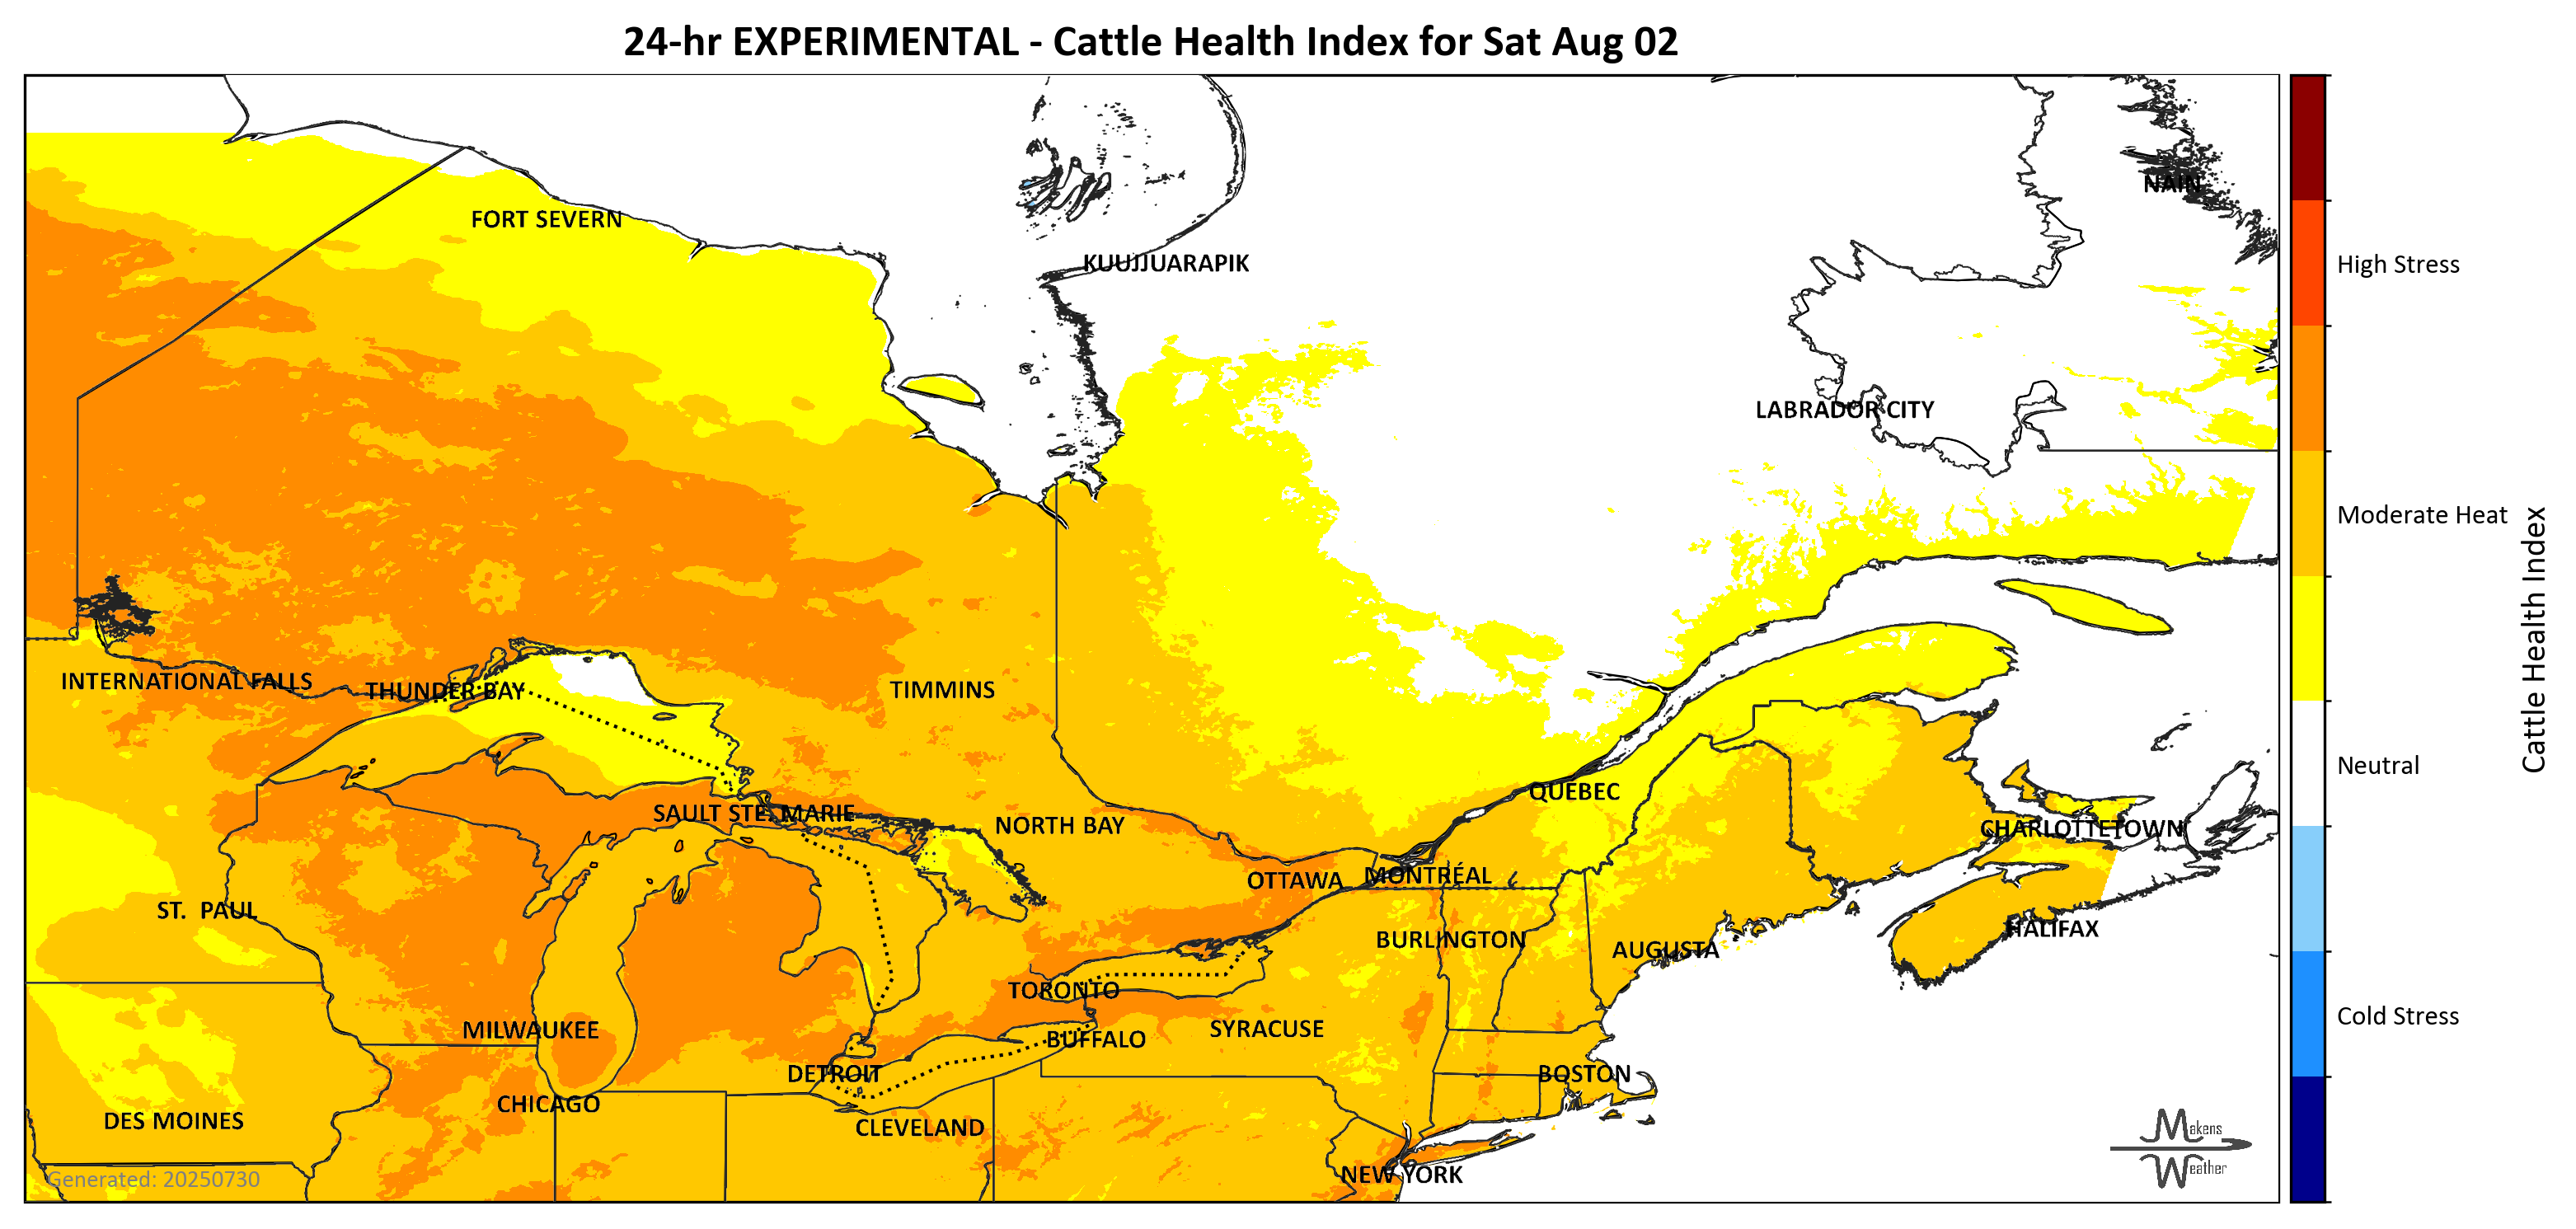 24-hr EXPERIMENTAL - Cattle Health Index for Sat Aug 02
NAIN
FORT SEVERN
KUUJJUARAPIK
High Stress
LABRADOR CITY
Moderate Heat
Cattle Health Index
INTERNATIONAL FALLS
THUNDER BAY
TIMMINS
Neutral
QUEBEC
SAULT STE. MARIE
NORTH BAY
CHARLOTTETOWN
OTTAWA
MONTRÉAL
ST. PAUL
HALIFAX
BURLINGTON
AUGUSTA
TORONTO
Cold Stress
MILWAUKEE
SYRACUSE
BUFFALO
DETROIT
BOSTON
CHICAGO
DES MOINES
CLEVELAND
Makens
Weather
NEW YORK
Generated: 20250730